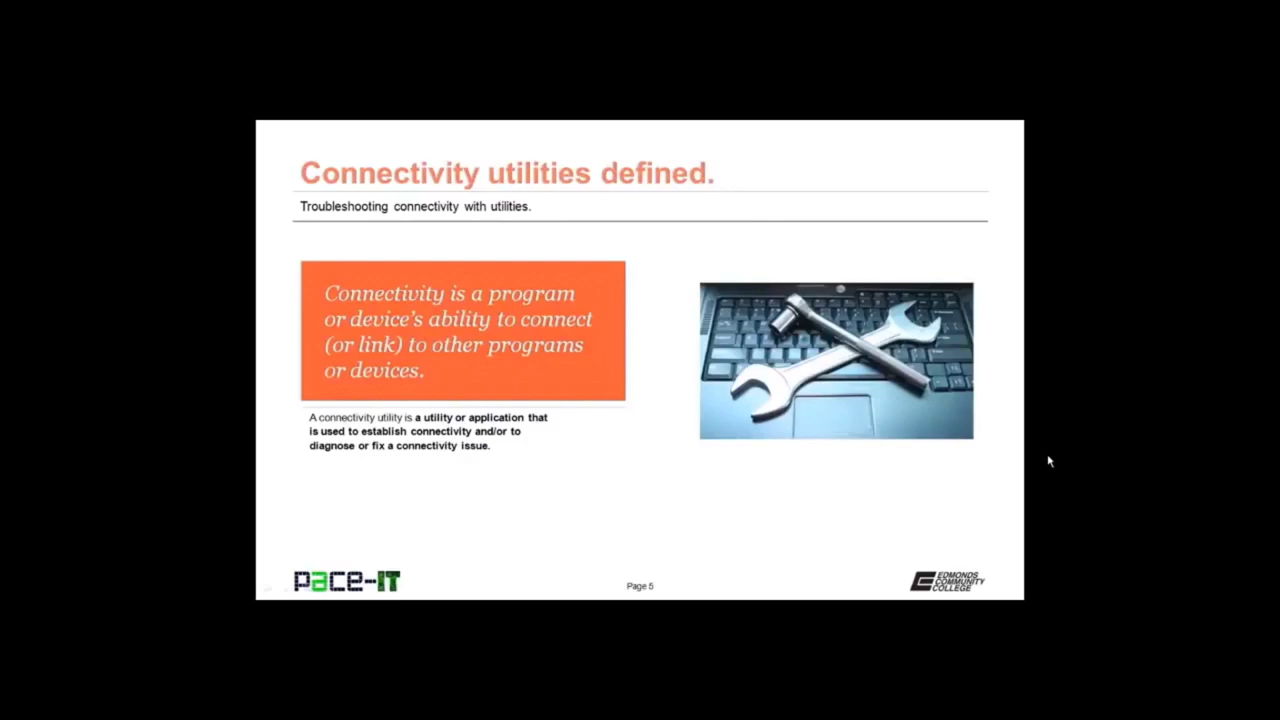 Connectivity utilities defined.
Troubleshooting connectivity with utilities.
Connectivity is a program
or device's ability to connect
(or link) to other programs
or devices.
A connectivity utility is a utility or application that
is used to establish connectivity and/or to
diagnose or fix a connectivity issue.
pace-IT
Page 5
EDMONDS
COMMUNITY
COLLEGE